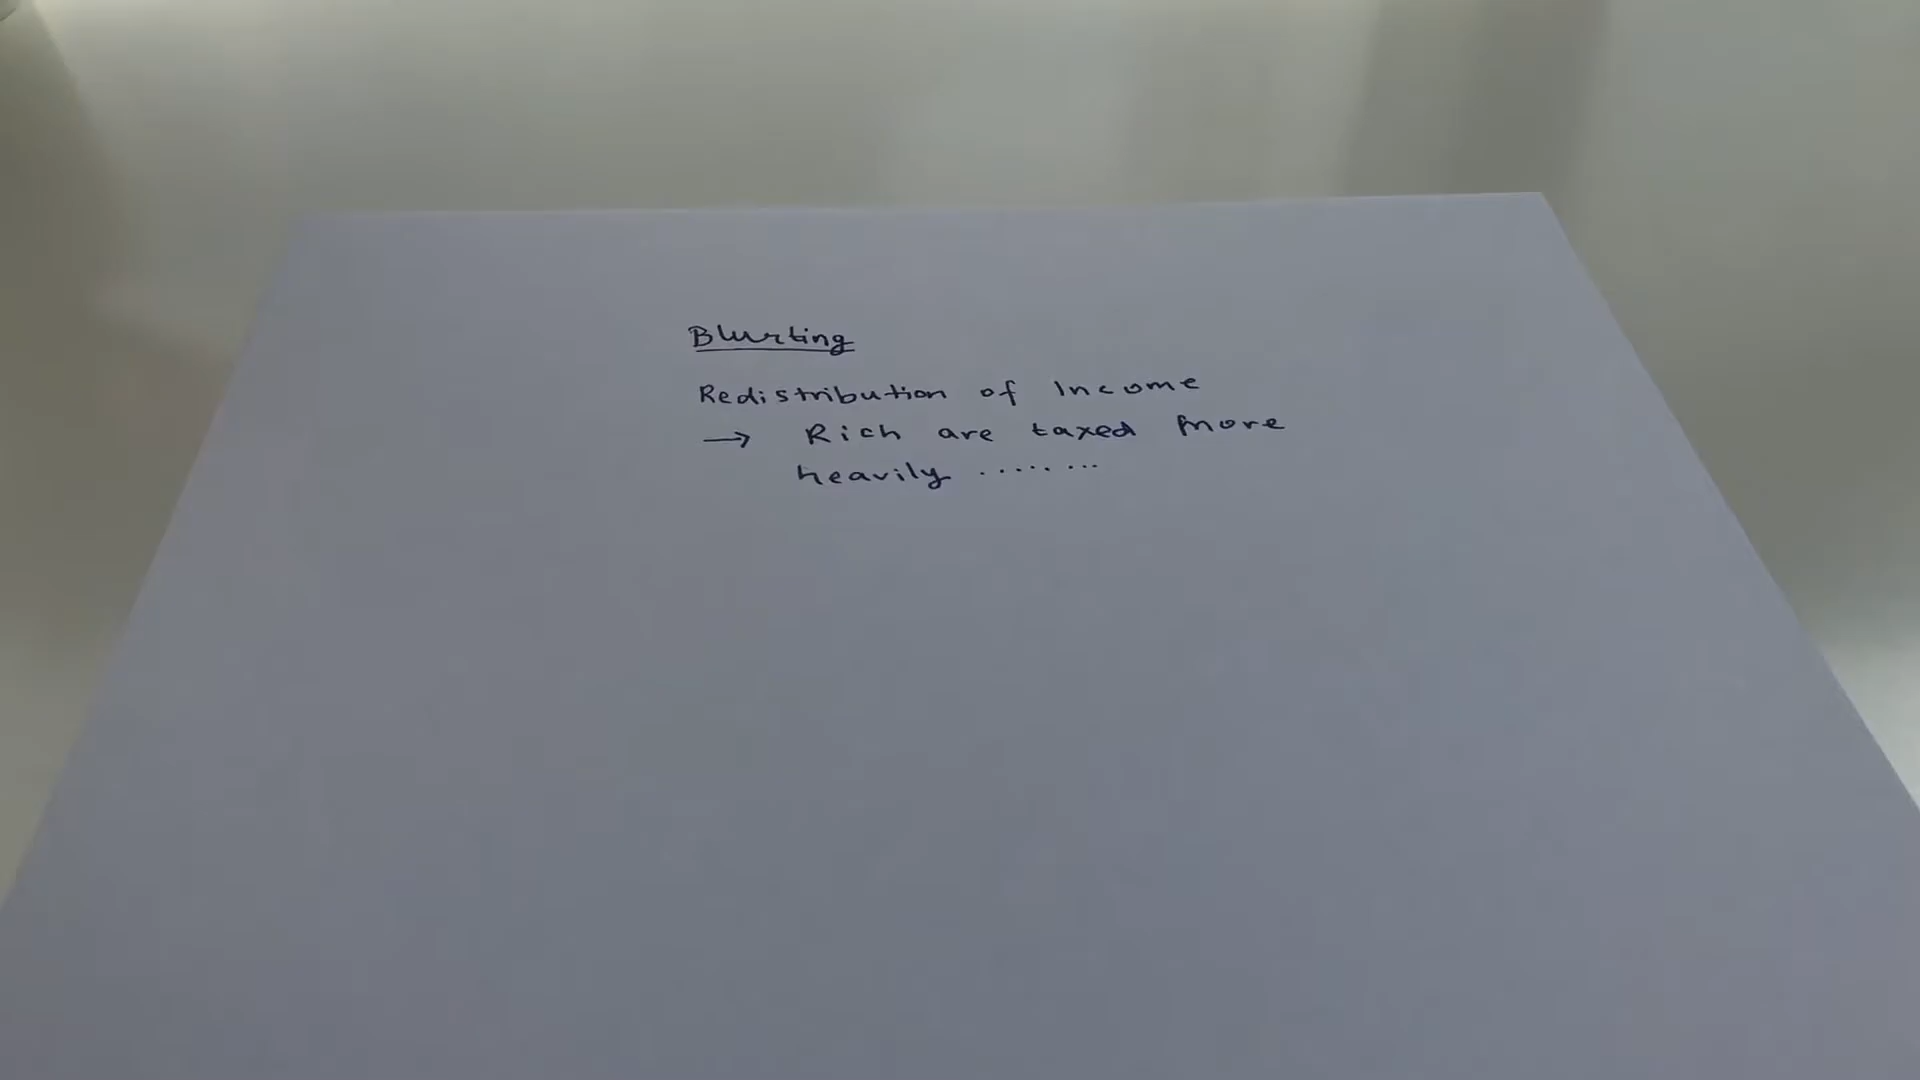 Blurting
Redistribution of Income
→ Rich are taxed more
heavily ........